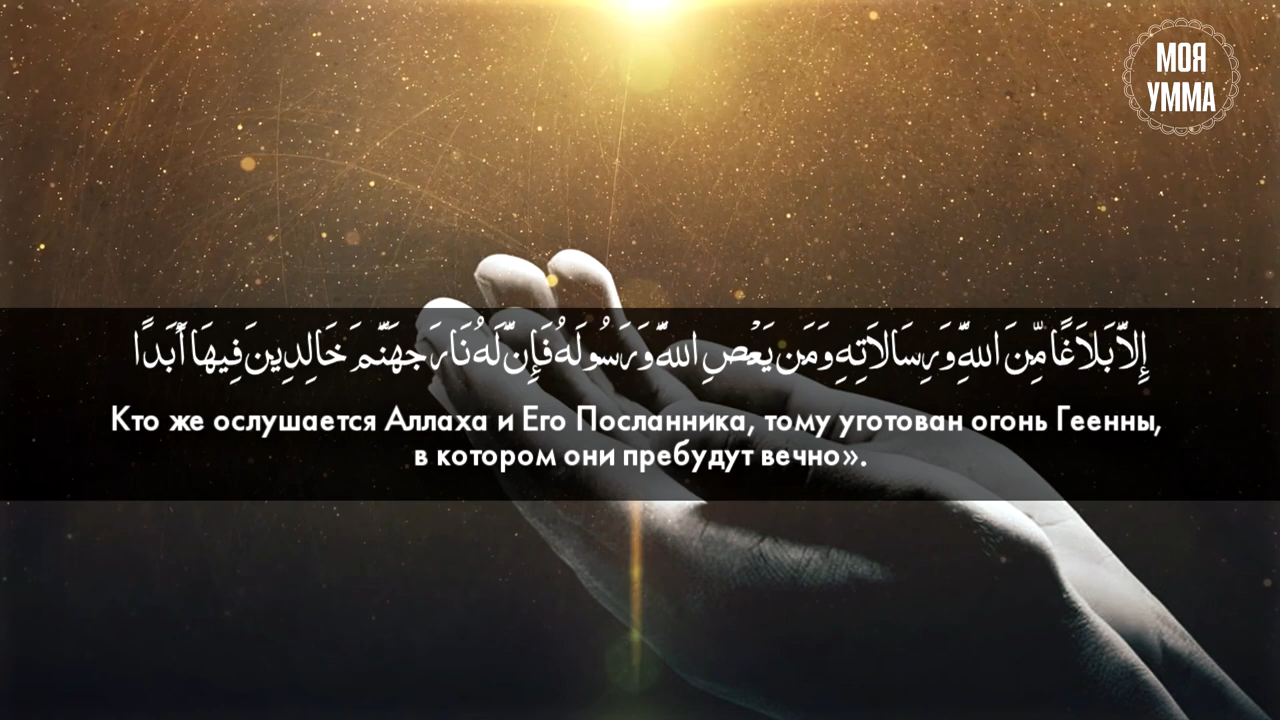 МОЯ
УММА
إِلَّا بَلَاغًا مِّنَ اللَّهِ وَرِسَالَاتِهِ وَمَن يَعْصِ اللَّهَ وَرَسُولَهُ فَإِنَّ لَهُ نَارَ جَهَنَّمَ خَالِدِينَ فِيهَا أَبَدًا
Кто же ослушается Аллаха и Его Посланника, тому уготован огонь Геенны,
в котором они пребудут вечно».